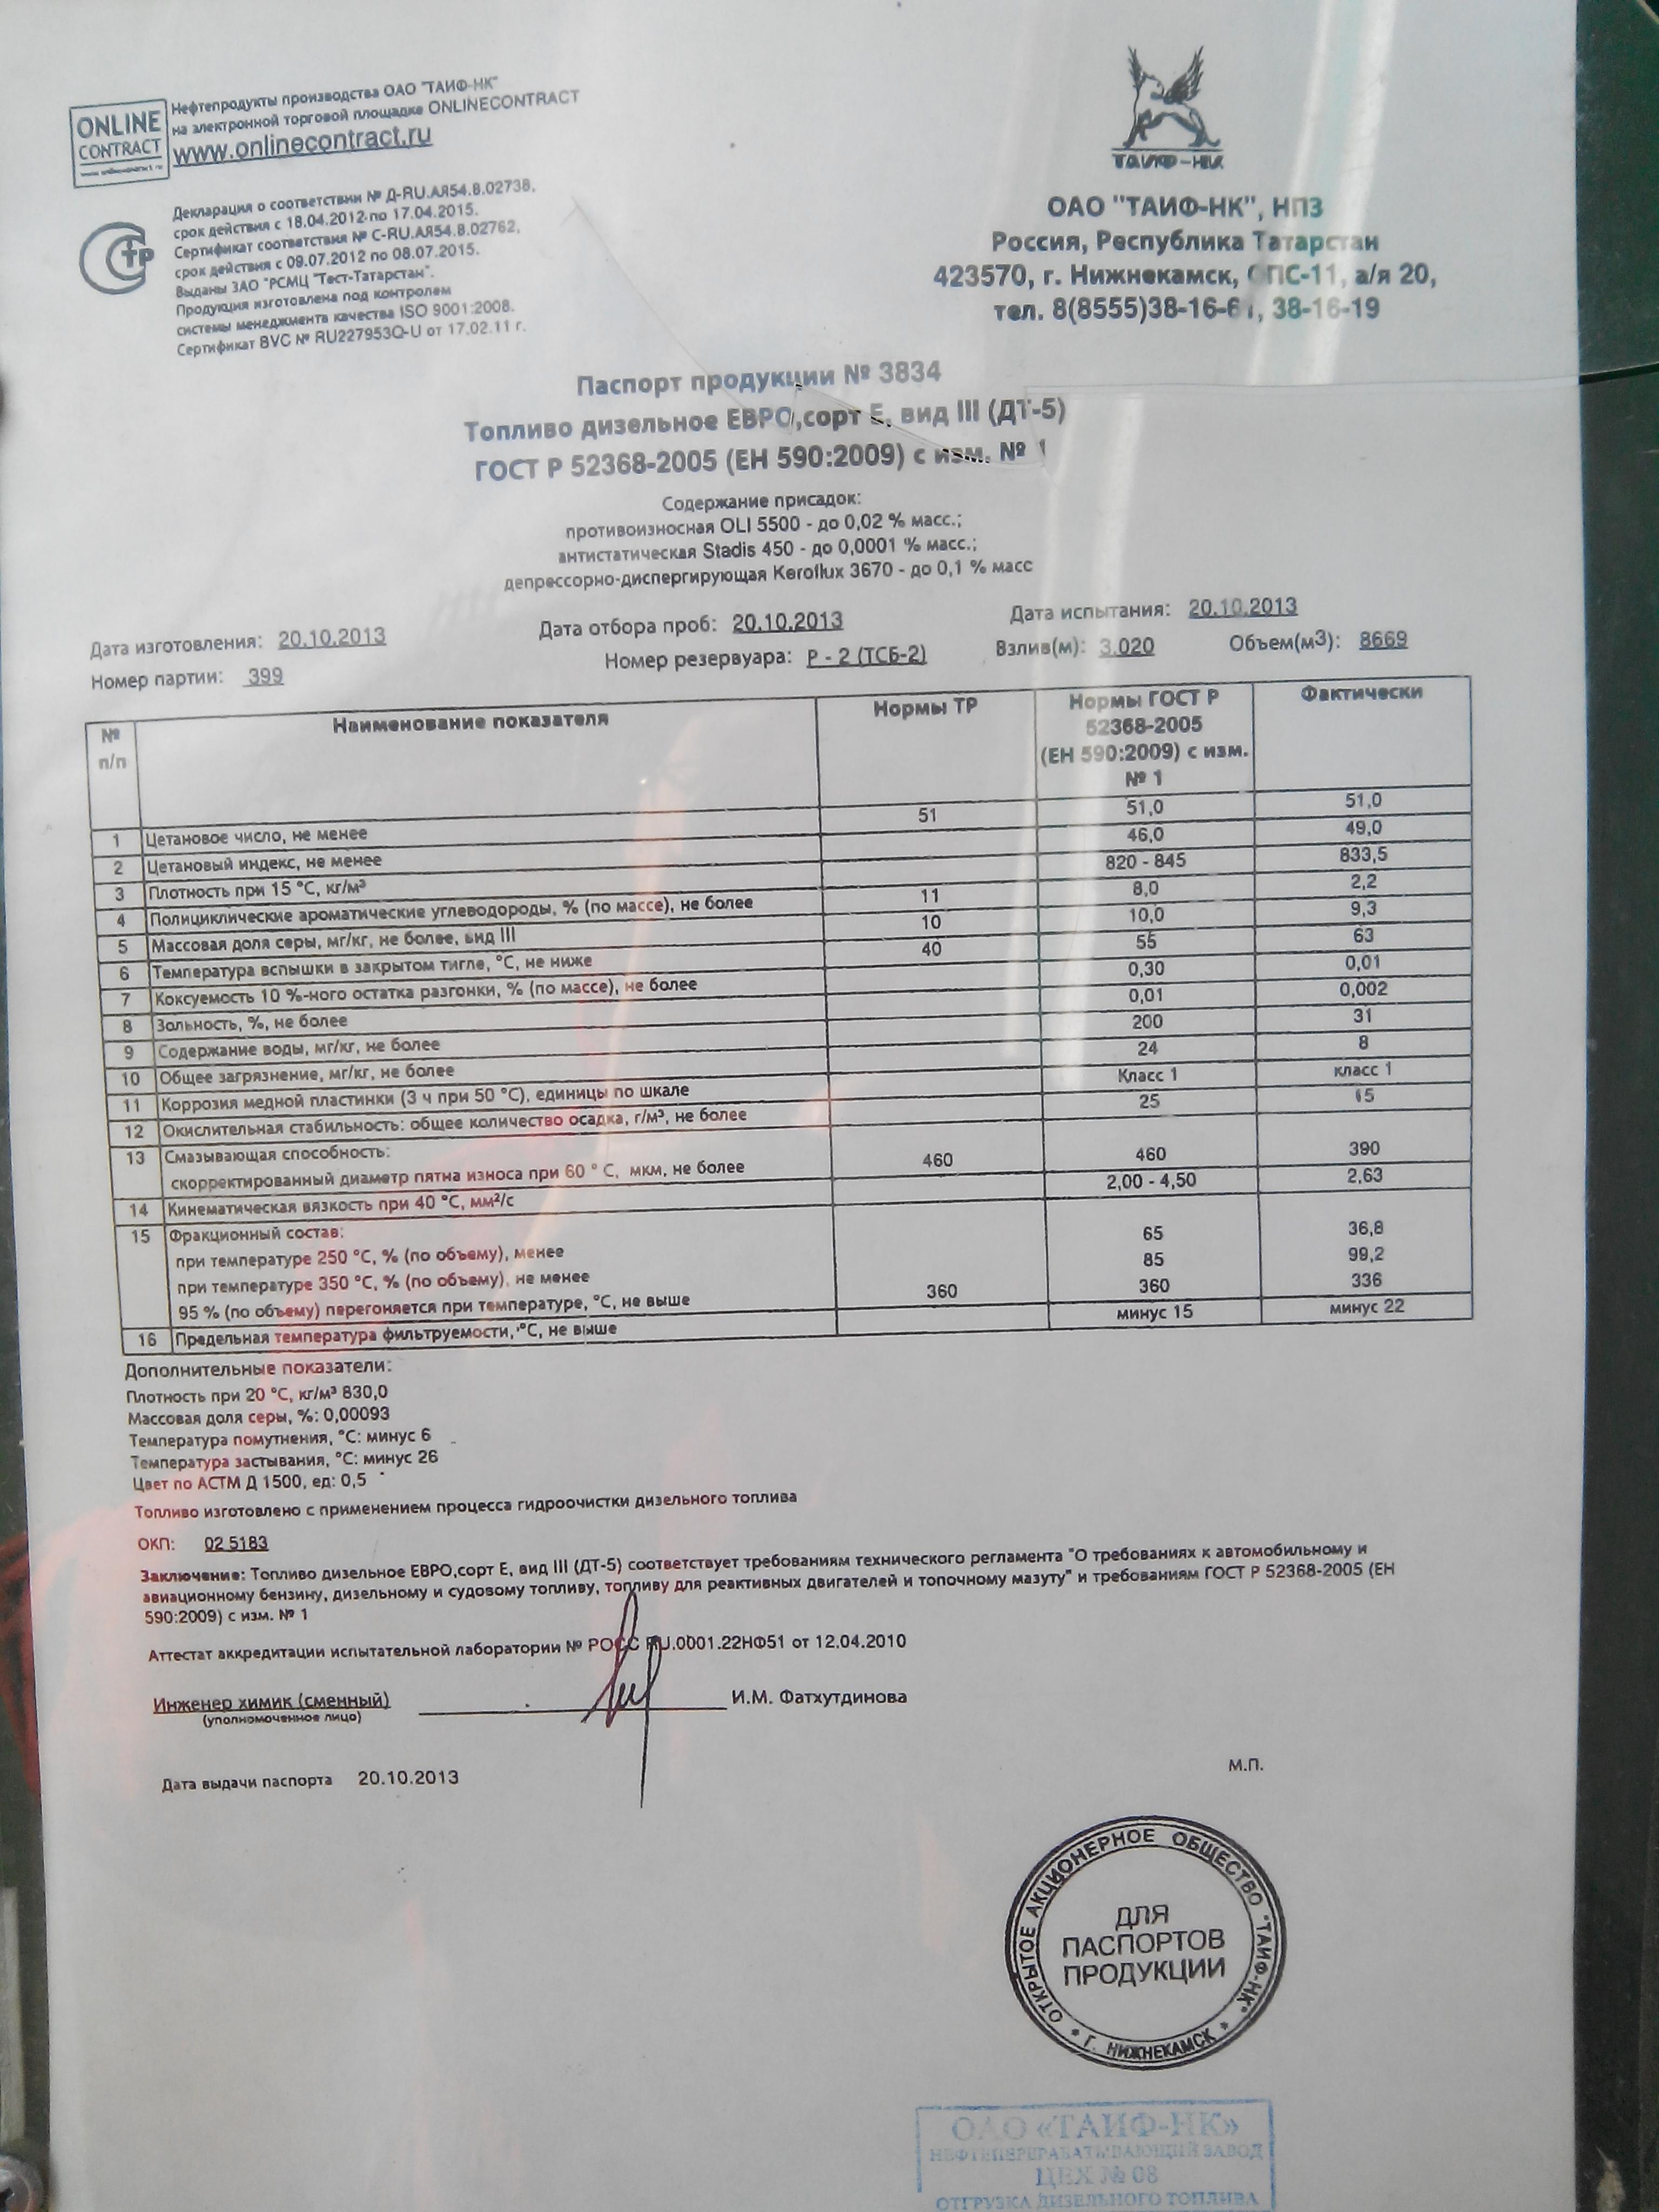 ONLINE
CONTRACT
Нефтепродукты производства ОАО "ТАИФ-НК"
на электронной торговой площадке ONLINECONTRACT
www.onlinecontract.ru
Декларация о соответствии № Д-RU.АЯ54.В.02738,
срок действия с 18.04.2012 по 17.04.2015.
Сертификат соответствия № С-RU.АЯ54.В.02762,
срок действия с 09.07.2012 по 08.07.2015.
Выданы ЗАО "РСМЦ "Тест-Татарстан".
Продукция изготовлена под контролем
системы менеджмента качества ISO 9001:2008.
Сертификат BVC № RU227953Q-U от 17.02.11 г.
ТАИФ-НК
ОАО "ТАИФ-НК", НПЗ
Россия, Республика Татарстан
423570, г. Нижнекамск, ОПС-11, а/я 20,
тел. 8(8555)38-16-61, 38-16-19
Паспорт продукции № 3834
Топливо дизельное ЕВРО,сорт Е, вид III (ДТ-5)
ГОСТ Р 52368-2005 (ЕН 590:2009) с изм. № 1
Содержание присадок:
противоизносная OLI 5500 - до 0,02 % масс.;
антистатическая Stadis 450 - до 0,0001 % масс.;
депрессорно-диспергирующая Keroflux 3670 - до 0,1 % масс
Дата изготовления: 20.10.2013 Дата отбора проб: 20.10.2013 Дата испытания: 20.10.2013
Номер партии: 399 Номер резервуара: Р - 2 (ТСБ-2) Взлив(м): 3.020 Объем(м3): 8669
№ п/п Наименование показателя Нормы ТР Нормы ГОСТ Р 52368-2005 (ЕН 590:2009) с изм. № 1 Фактически
1 Цетановое число, не менее 51 51,0 51,0
2 Цетановый индекс, не менее 46,0 49,0
3 Плотность при 15 °С, кг/м³ 820 - 845 833,5
4 Полициклические ароматические углеводороды, % (по массе), не более 11 8,0 2,2
5 Массовая доля серы, мг/кг, не более, вид III 10 10,0 9,3
6 Температура вспышки в закрытом тигле, °С, не ниже 40 55 63
7 Коксуемость 10 %-ного остатка разгонки, % (по массе), не более 0,30 0,01
8 Зольность, %, не более 0,01 0,002
9 Содержание воды, мг/кг, не более 200 31
10 Общее загрязнение, мг/кг, не более 24 8
11 Коррозия медной пластинки (3 ч при 50 °С), единицы по шкале Класс 1 класс 1
12 Окислительная стабильность: общее количество осадка, г/м³, не более 25 15
13 Смазывающая способность:
скорректированный диаметр пятна износа при 60 ° С, мкм, не более 460 460 390
14 Кинематическая вязкость при 40 °С, мм²/с 2,00 - 4,50 2,63
15 Фракционный состав:
при температуре 250 °С, % (по объему), менее 65 36,8
при температуре 350 °С, % (по объему), не менее 85 99,2
95 % (по объему) перегоняется при температуре, °С, не выше 360 360 336
16 Предельная температура фильтруемости, °С, не выше минус 15 минус 22
Дополнительные показатели:
Плотность при 20 °С, кг/м³ 830,0
Массовая доля серы, %: 0,00093
Температура помутнения, °С: минус 6
Температура застывания, °С: минус 26
Цвет по АСТМ Д 1500, ед: 0,5
Топливо изготовлено с применением процесса гидроочистки дизельного топлива
ОКП: 02 5183
Заключение: Топливо дизельное ЕВРО,сорт Е, вид III (ДТ-5) соответствует требованиям технического регламента "О требованиях к автомобильному и
авиационному бензину, дизельному и судовому топливу, топливу для реактивных двигателей и топочному мазуту" и требованиям ГОСТ Р 52368-2005 (ЕН
590:2009) с изм. № 1
Аттестат аккредитации испытательной лаборатории № РОСС RU.0001.22НФ51 от 12.04.2010
Инженер химик (сменный) И.М. Фатхутдинова
(уполномоченное лицо)
Дата выдачи паспорта 20.10.2013
М.П.
ОТКРЫТОЕ АКЦИОНЕРНОЕ ОБЩЕСТВО "ТАИФ-НК"
* Г. НИЖНЕКАМСК *
ДЛЯ
ПАСПОРТОВ
ПРОДУКЦИИ
ОАО «ТАИФ-НК»
НЕФТЕПЕРЕРАБАТЫВАЮЩИЙ ЗАВОД
ЦЕХ № 08
ОТГРУЗКА ДИЗЕЛЬНОГО ТОПЛИВА